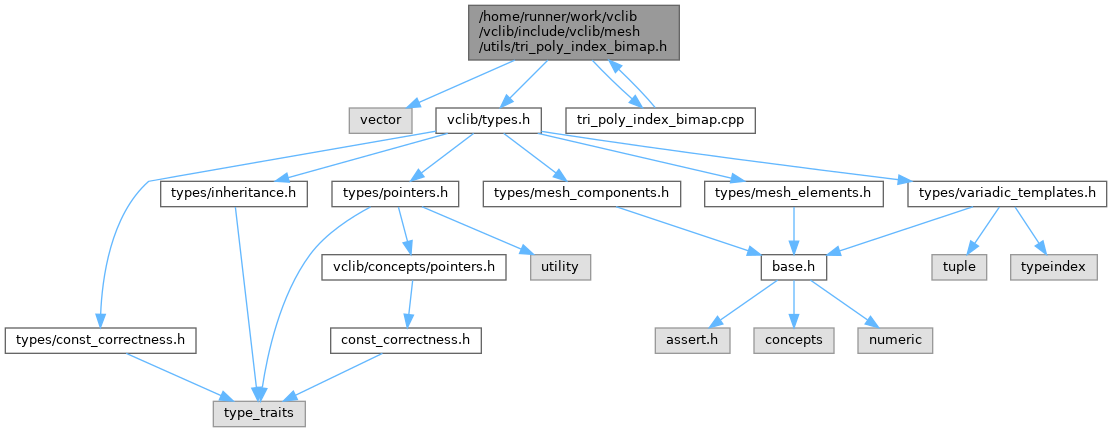 /home/runner/work/vclib
/vclib/include/vclib/mesh
/utils/tri_poly_index_bimap.h
vector
vclib/types.h
tri_poly_index_bimap.cpp
types/inheritance.h
types/pointers.h
types/mesh_components.h
types/mesh_elements.h
types/variadic_templates.h
vclib/concepts/pointers.h
utility
base.h
tuple
typeindex
types/const_correctness.h
const_correctness.h
assert.h
concepts
numeric
type_traits